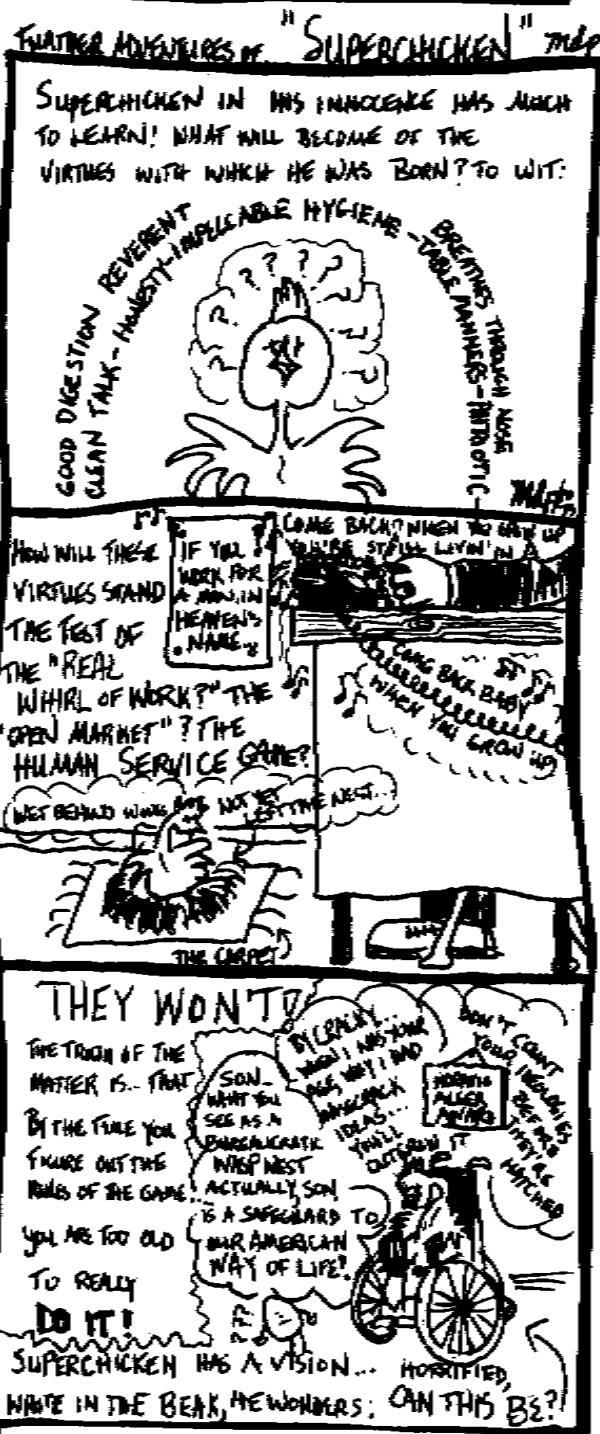 FURTHER ADVENTURES OF... "SUPERCHICKEN" mdp
SUPERCHICKEN IN HIS INNOCENCE HAS MUCH
TO LEARN! WHAT WILL BECOME OF THE
VIRTUES WITH WHICH HE WAS BORN? TO WIT:
GOOD DIGESTION REVERENT
CLEAN TALK - HONESTY - IMPECCABLE HYGIENE -
BREATHES THROUGH NOSE
TABLE MANNERS - PATRIOTIC -
? ? ? ? ? ? ? ? ?
HOW WILL THESE
VIRTUES STAND
THE TEST OF
THE "REAL
WHIRL OF WORK?" THE
"OPEN MARKET"? THE
HUMAN SERVICE GAME?
IF YOU
WORK FOR
A MAN, IN
HEAVEN'S
NAME..
COME BACK? WHEN YOU GROW UP
YOU'LL BE STILL LIVIN' IN A
COME BACK BABY
WHEN YOU GROW UP
WET BEHIND WINGS
NOT YET
LEFT THE NEST...
THE CARPET
THEY WON'T!
THE TRUTH OF THE
MATTER IS.. THAT
BY THE TIME YOU
FIGURE OUT THE
RULES OF THE GAME..
YOU ARE TOO OLD
TO REALLY
DO IT!
SON..
WHAT YOU
SEE AS A
BUREAUCRATIC
WASP NEST
ACTUALLY, SON,
IS A SAFEGUARD TO
OUR AMERICAN
WAY OF LIFE!
BY CRACKY...
WHEN I WAS YOUR
AGE, WHY I HAD
IDEAS...
YOU'LL
OUTGROW IT
HORATIO
ALGER
AWARD
DON'T COUNT
YOUR IDEOLOGIES
BEFORE
THEY'RE
HATCHED
? ? ?
SUPERCHICKEN HAS A VISION... HORRIFIED,
WHITE IN THE BEAK, HE WONDERS: CAN THIS BE?!